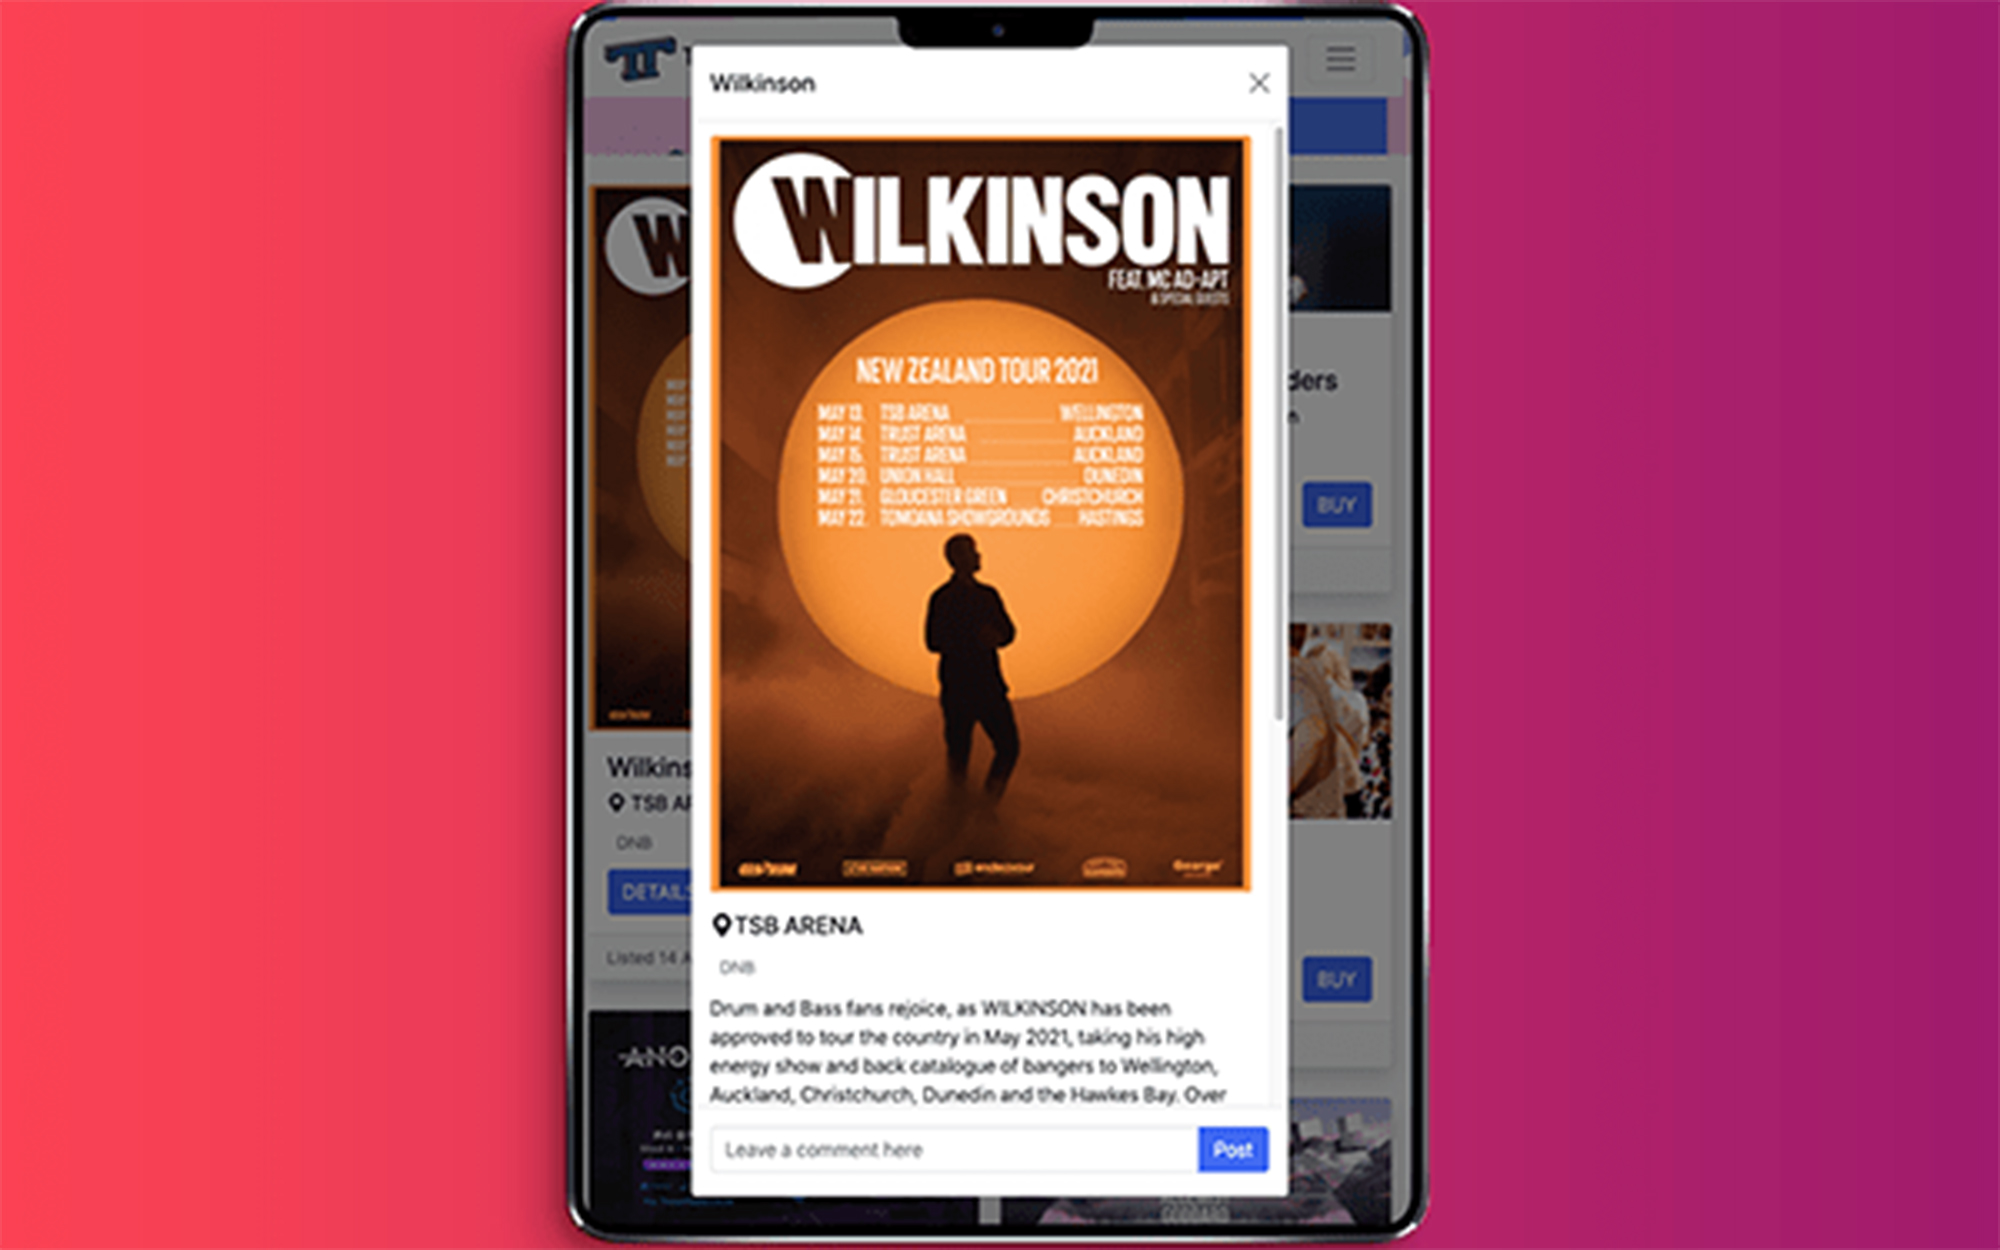 Wilkinson
WILKINSON
FEAT. MC AD-APT
& SPECIAL GUESTS
NEW ZEALAND TOUR 2021
MAY 13. TSB ARENA WELLINGTON
MAY 14. TRUST ARENA AUCKLAND
MAY 15. TRUST ARENA AUCKLAND
MAY 20. UNION HALL DUNEDIN
MAY 21. GLOUCESTER GREEN CHRISTCHURCH
MAY 22. TOMOANA SHOWGROUNDS HASTINGS
George
TSB ARENA
DNB
Drum and Bass fans rejoice, as WILKINSON has been
approved to tour the country in May 2021, taking his high
energy show and back catalogue of bangers to Wellington,
Auckland, Christchurch, Dunedin and the Hawkes Bay. Over
Leave a comment here
Post
W
Wilkins
TSB AR
DNB
DETAILS
Listed 14 A
ders
BUY
BUY